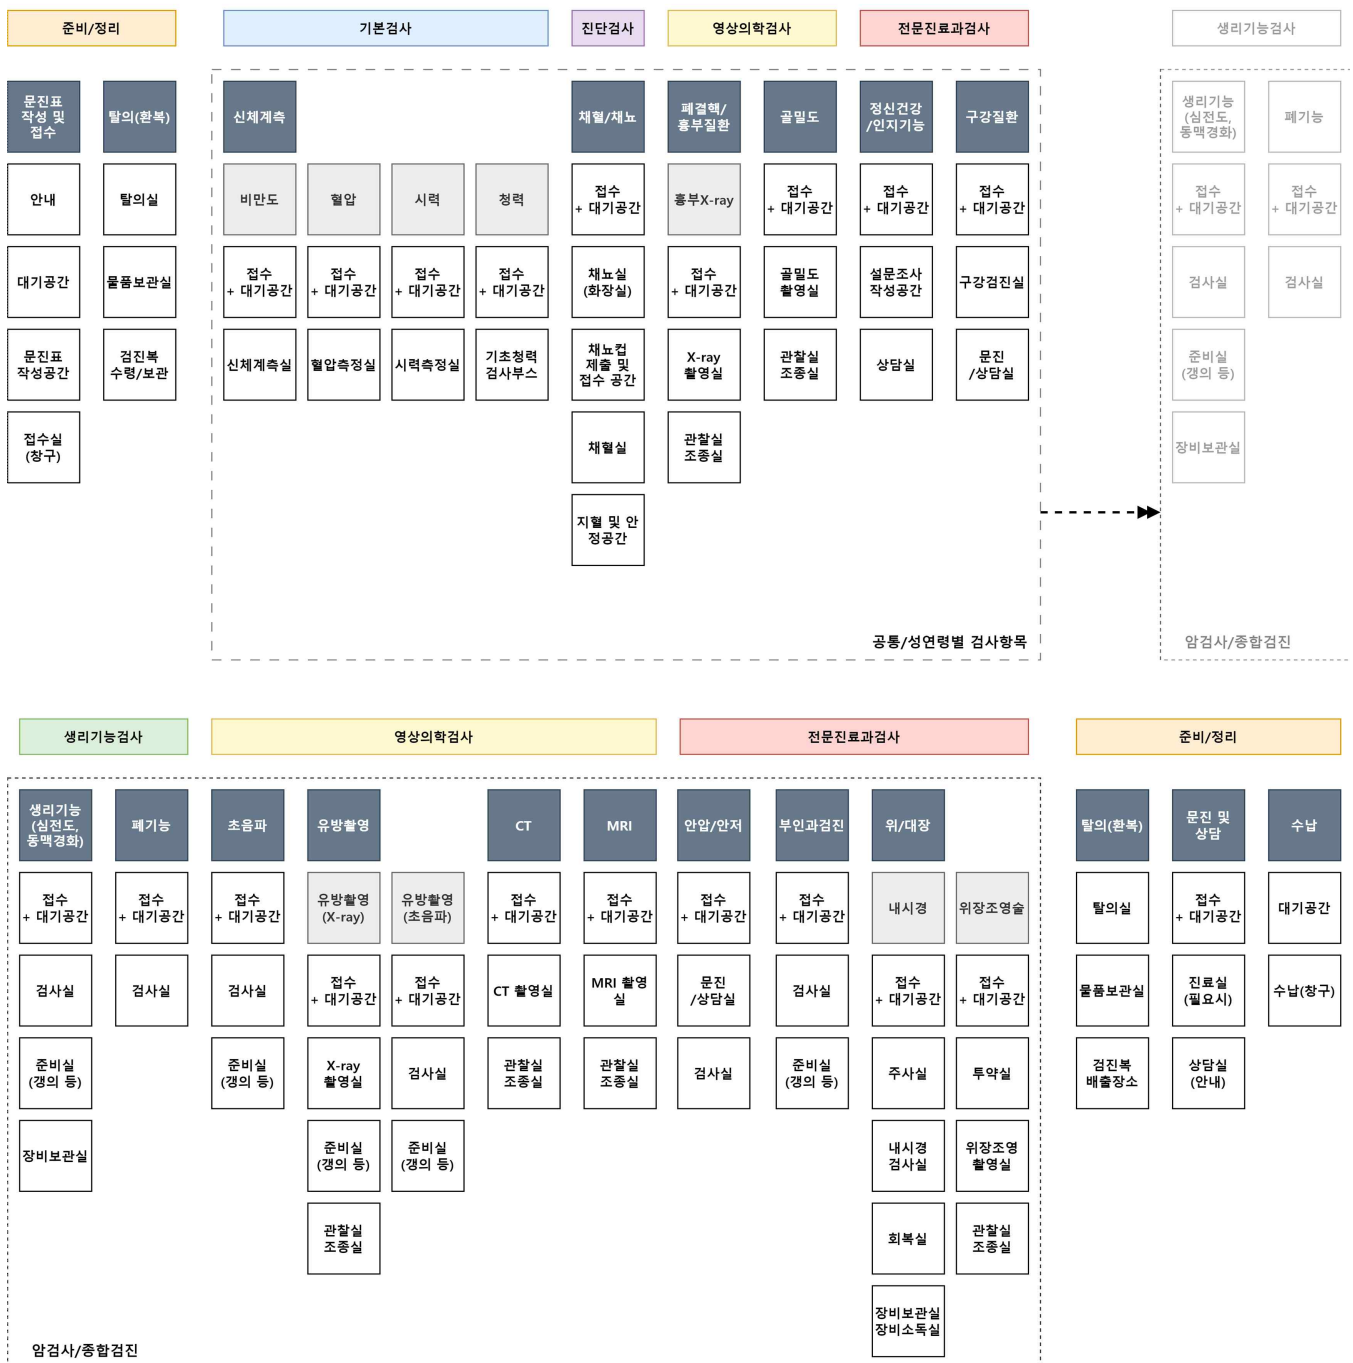 준비/정리
기본검사
진단검사
영상의학검사
전문진료과검사
생리기능검사
문진표
작성 및
접수
탈의(환복)
신체계측
채혈/채뇨
폐결핵/
흉부질환
골밀도
정신건강
/인지기능
구강질환
생리기능
(심전도,
동맥경화)
폐기능
안내
탈의실
비만도
혈압
시력
청력
접수
+ 대기공간
흉부X-ray
접수
+ 대기공간
접수
+ 대기공간
접수
+ 대기공간
접수
+ 대기공간
접수
+ 대기공간
대기공간
물품보관실
접수
+ 대기공간
접수
+ 대기공간
접수
+ 대기공간
접수
+ 대기공간
채뇨실
(화장실)
접수
+ 대기공간
골밀도
촬영실
설문조사
작성공간
구강검진실
검사실
검사실
문진표
작성공간
검진복
수령/보관
신체계측실
혈압측정실
시력측정실
기초청력
검사부스
채뇨컵
제출 및
접수 공간
X-ray
촬영실
관찰실
조종실
상담실
문진
/상담실
준비실
(갱의 등)
접수실
(창구)
채혈실
관찰실
조종실
장비보관실
지혈 및 안
정공간
공통/성연령별 검사항목
암검사/종합검진
생리기능검사
영상의학검사
전문진료과검사
준비/정리
생리기능
(심전도,
동맥경화)
폐기능
초음파
유방촬영
CT
MRI
안압/안저
부인과검진
위/대장
탈의(환복)
문진 및
상담
수납
접수
+ 대기공간
접수
+ 대기공간
접수
+ 대기공간
유방촬영
(X-ray)
유방촬영
(초음파)
접수
+ 대기공간
접수
+ 대기공간
접수
+ 대기공간
접수
+ 대기공간
내시경
위장조영술
탈의실
접수
+ 대기공간
대기공간
검사실
검사실
검사실
접수
+ 대기공간
접수
+ 대기공간
CT 촬영실
MRI 촬영
실
문진
/상담실
검사실
접수
+ 대기공간
접수
+ 대기공간
물품보관실
진료실
(필요시)
수납(창구)
준비실
(갱의 등)
준비실
(갱의 등)
X-ray
촬영실
검사실
관찰실
조종실
관찰실
조종실
검사실
준비실
(갱의 등)
주사실
투약실
검진복
배출장소
상담실
(안내)
장비보관실
준비실
(갱의 등)
준비실
(갱의 등)
내시경
검사실
위장조영
촬영실
관찰실
조종실
회복실
관찰실
조종실
장비보관실
장비소독실
암검사/종합검진